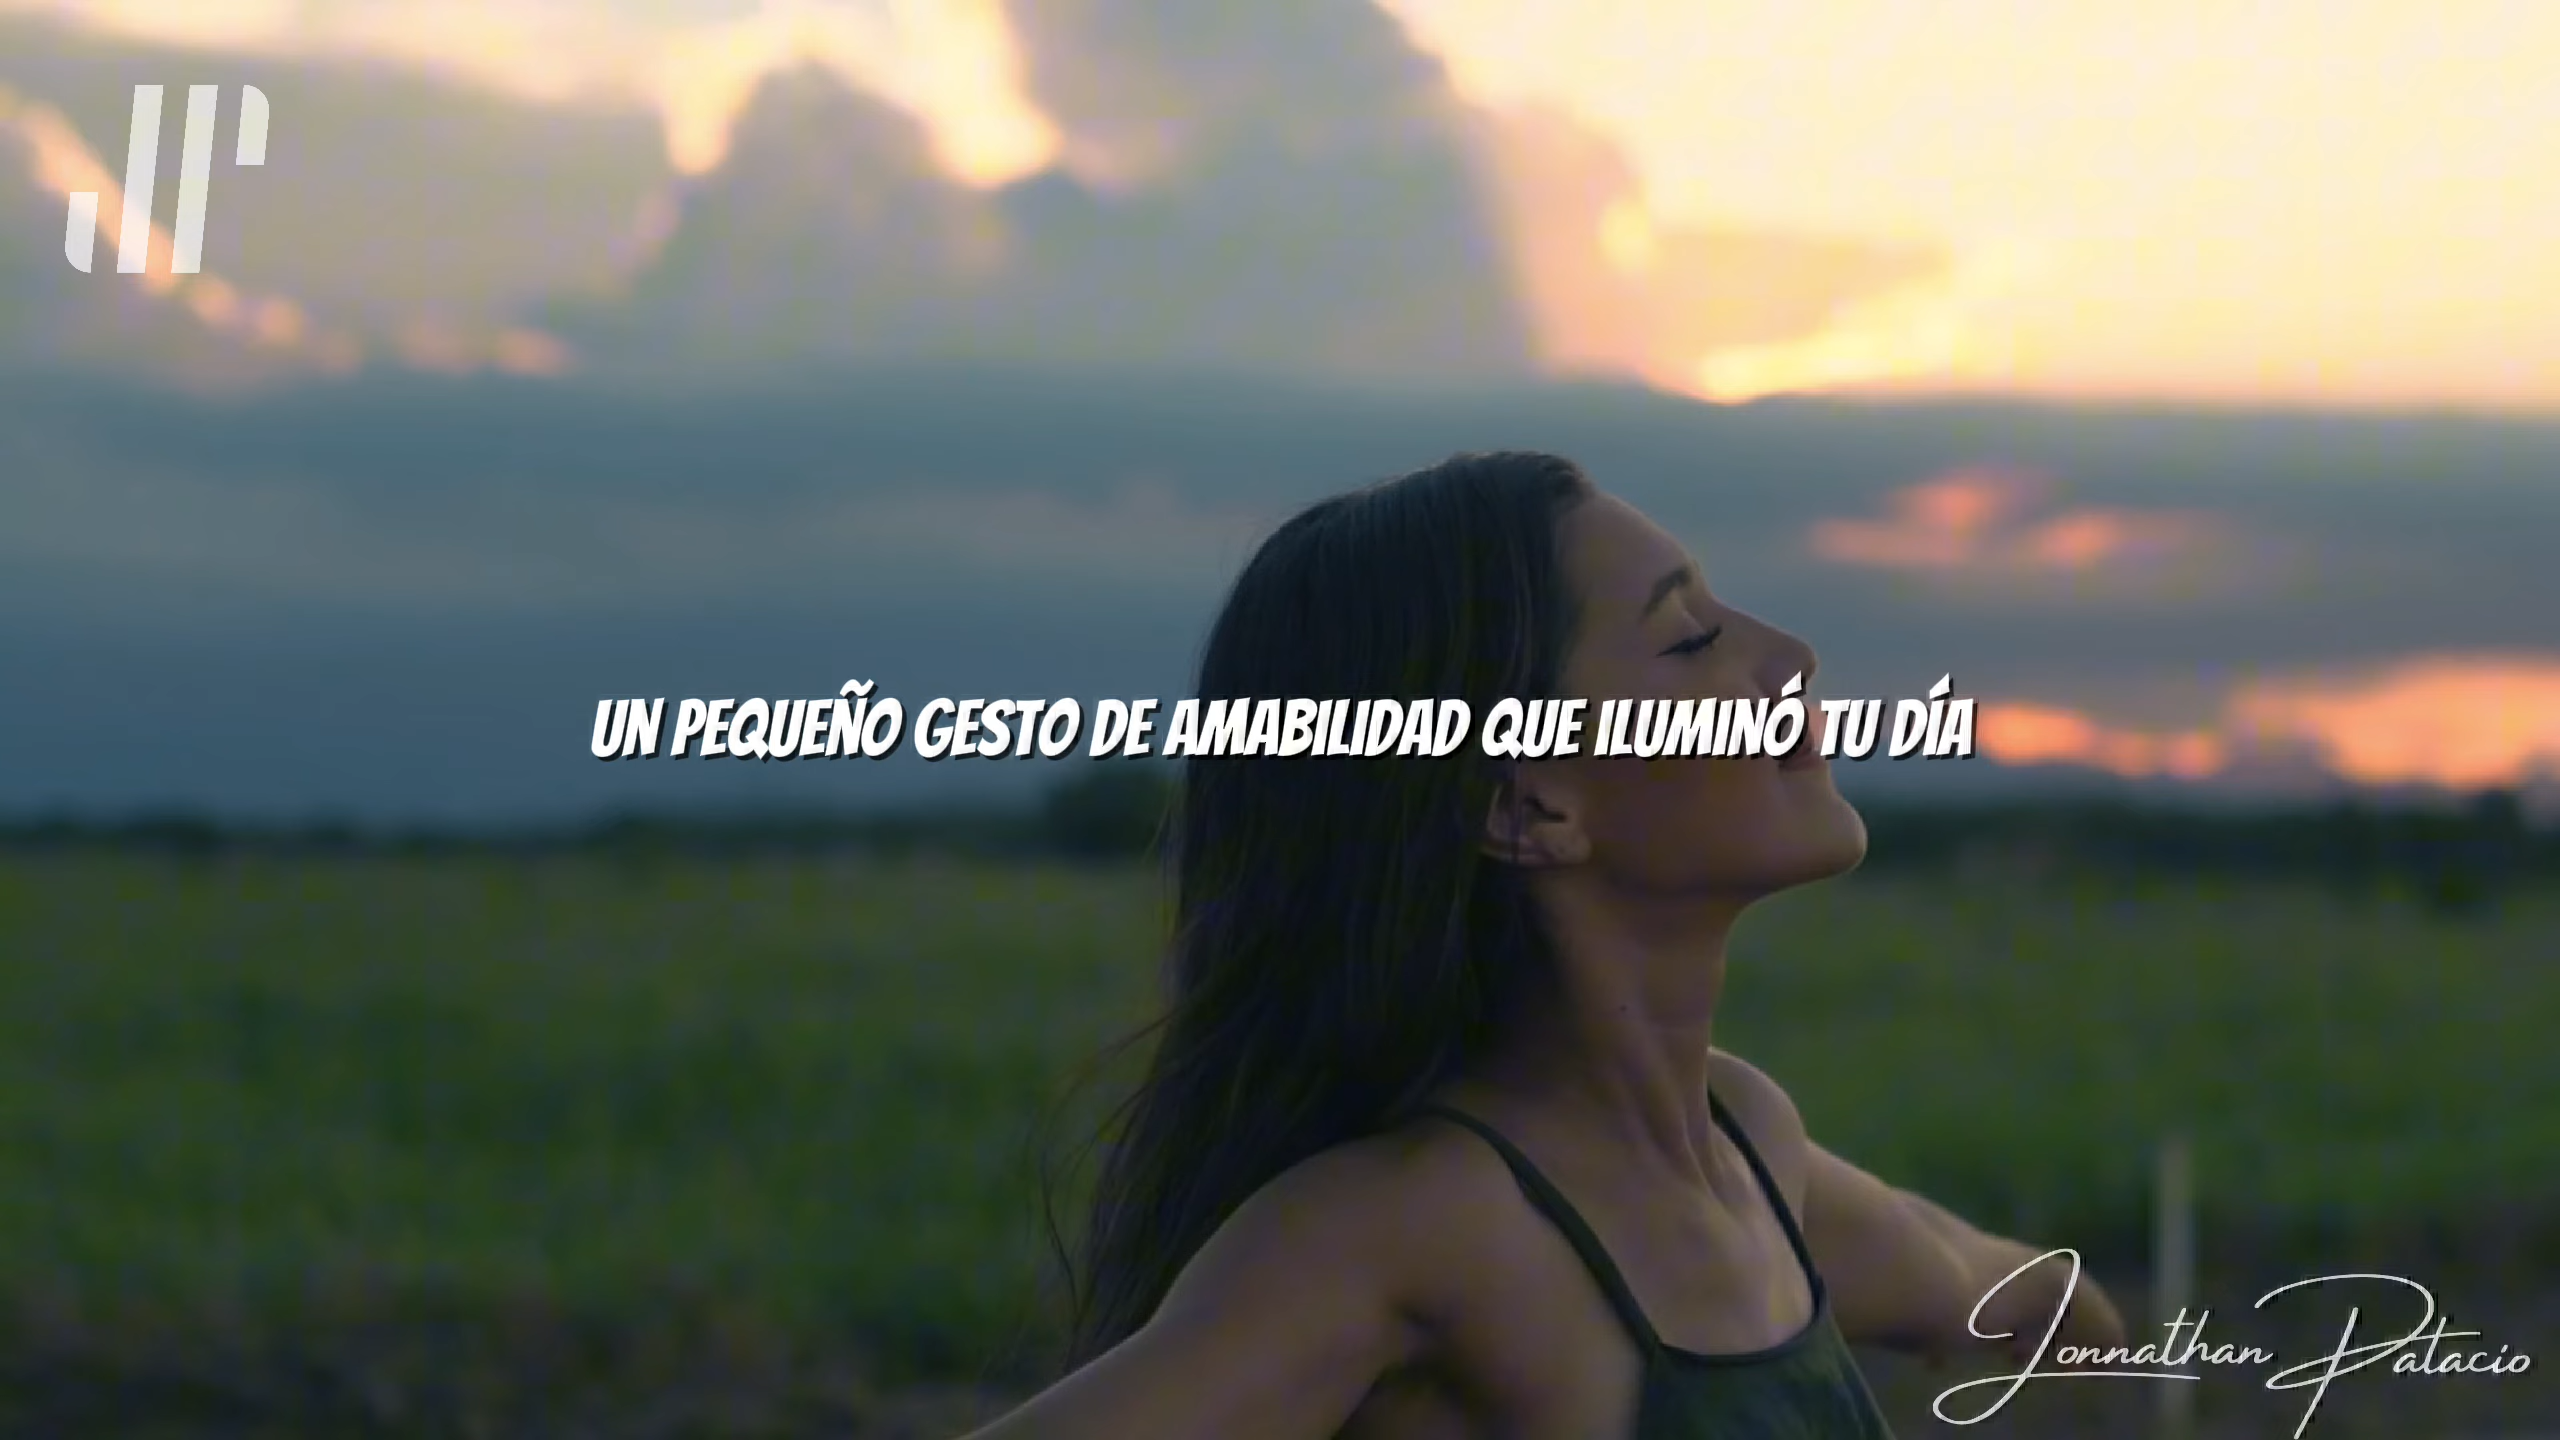 JP
UN PEQUEÑO GESTO DE AMABILIDAD QUE ILUMINÓ TU DÍA
Jonnathan Palacio